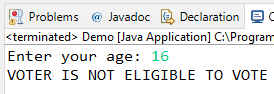 Problems @ Javadoc Declaration
<terminated> Demo [Java Application] C:\Program
Enter your age: 16
VOTER IS NOT ELIGIBLE TO VOTE